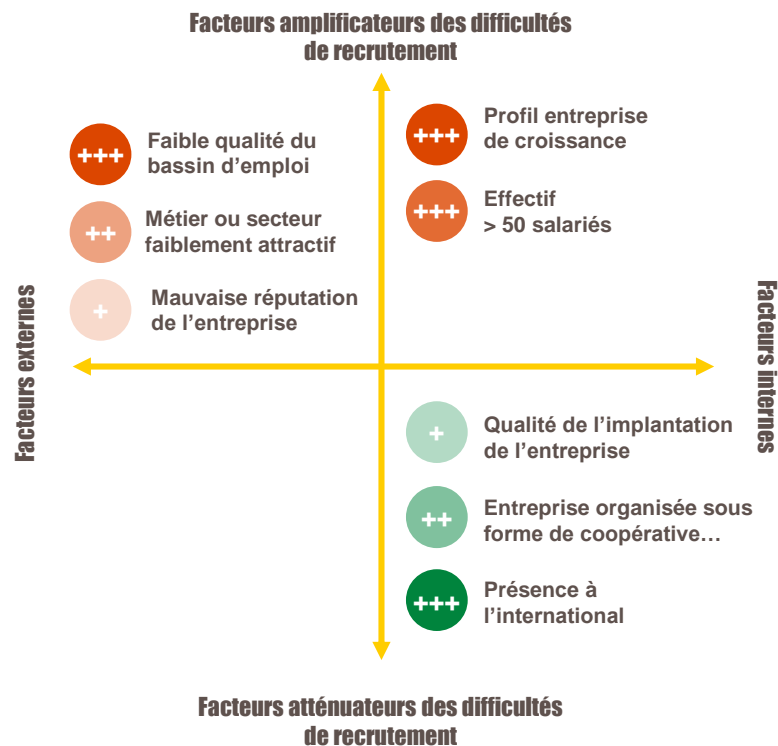 Facteurs amplificateurs des difficultés
de recrutement
+++
Faible qualité du
bassin d'emploi
++
Métier ou secteur
faiblement attractif
+
Mauvaise réputation
de l'entreprise
+++
Profil entreprise
de croissance
+++
Effectif
> 50 salariés
Facteurs externes
Facteurs internes
+
Qualité de l'implantation
de l'entreprise
++
Entreprise organisée sous
forme de coopérative…
+++
Présence à
l'international
Facteurs atténuateurs des difficultés
de recrutement